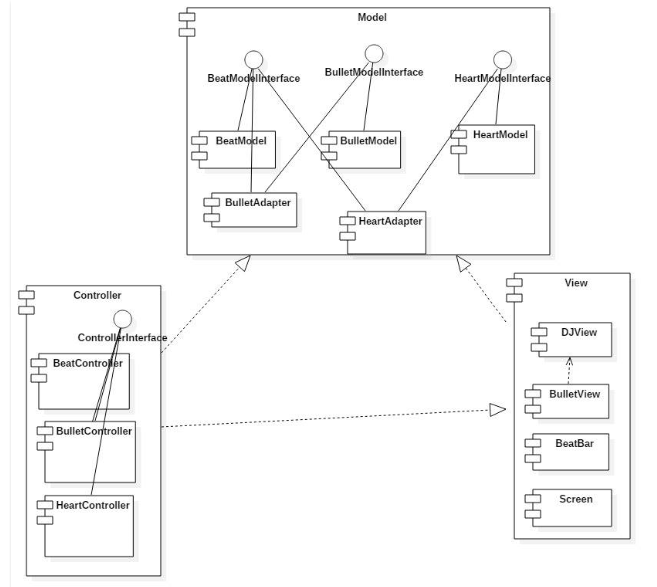 Model
BeatModelInterface
BulletModelInterface
HeartModelInterface
BeatModel
BulletModel
HeartModel
BulletAdapter
HeartAdapter
Controller
ControllerInterface
BeatController
BulletController
HeartController
View
DJView
BulletView
BeatBar
Screen